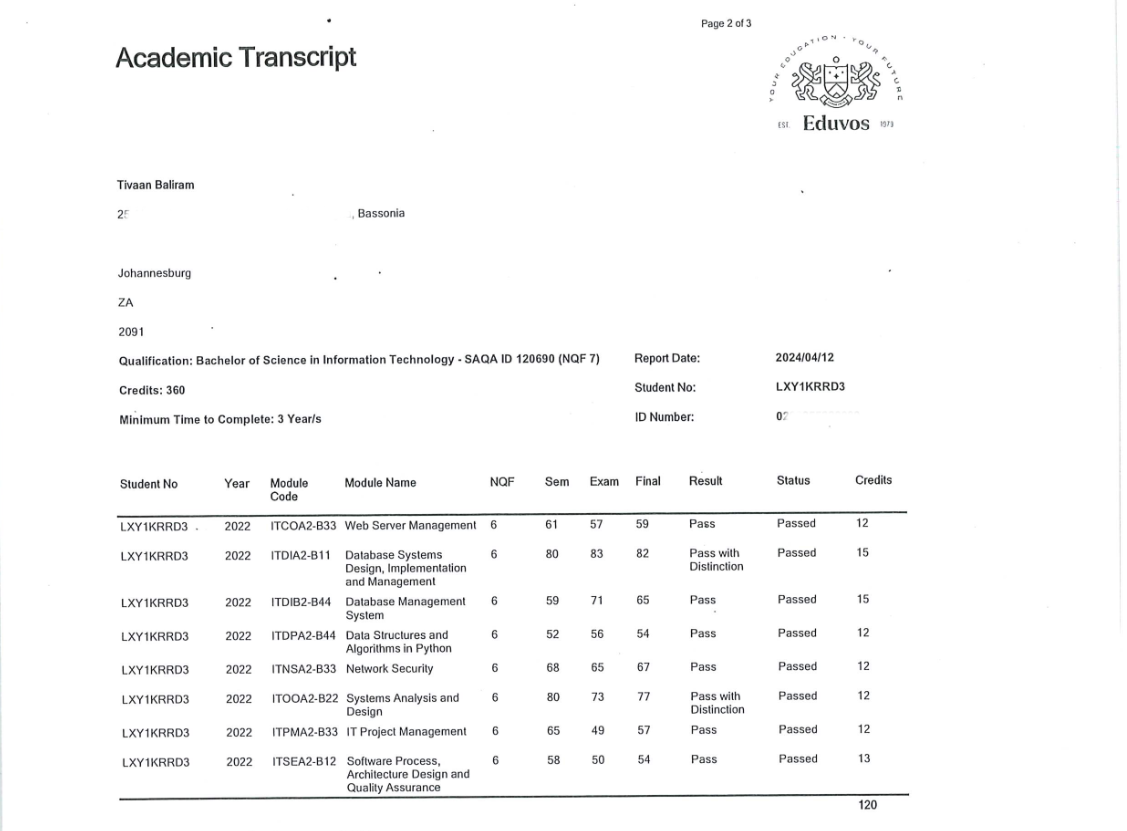 Page 2 of 3
Academic Transcript
YOUR EDUCATION - YOUR FUTURE
EST. Eduvos 1973
Tivaan Baliram
, Bassonia
Johannesburg
ZA
2091
Qualification: Bachelor of Science in Information Technology - SAQA ID 120690 (NQF 7) Report Date: 2024/04/12
Credits: 360 Student No: LXY1KRRD3
Minimum Time to Complete: 3 Year/s ID Number:
Student No Year Module Code Module Name NQF Sem Exam Final Result Status Credits
LXY1KRRD3 2022 ITCOA2-B33 Web Server Management 6 61 57 59 Pass Passed 12
LXY1KRRD3 2022 ITDIA2-B11 Database Systems 6 80 83 82 Pass with Passed 15
Design, Implementation Distinction
and Management
LXY1KRRD3 2022 ITDIB2-B44 Database Management 6 59 71 65 Pass Passed 15
System
LXY1KRRD3 2022 ITDPA2-B44 Data Structures and 6 52 56 54 Pass Passed 12
Algorithms in Python
LXY1KRRD3 2022 ITNSA2-B33 Network Security 6 68 65 67 Pass Passed 12
LXY1KRRD3 2022 ITOOA2-B22 Systems Analysis and 6 80 73 77 Pass with Passed 12
Design Distinction
LXY1KRRD3 2022 ITPMA2-B33 IT Project Management 6 65 49 57 Pass Passed 12
LXY1KRRD3 2022 ITSEA2-B12 Software Process, 6 58 50 54 Pass Passed 13
Architecture Design and
Quality Assurance
120